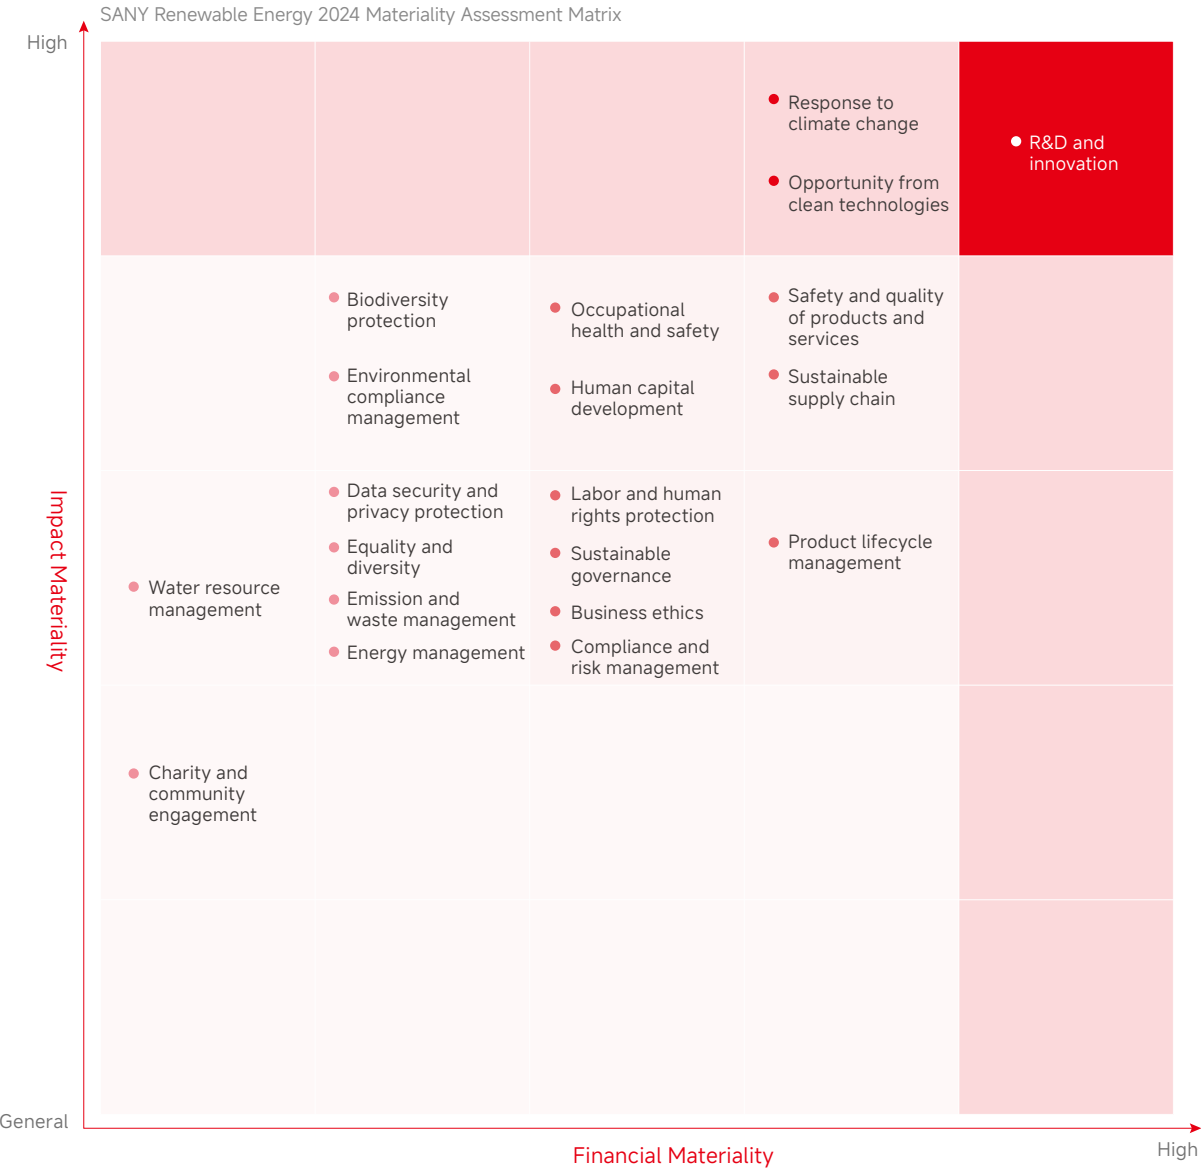 SANY Renewable Energy 2024 Materiality Assessment Matrix
High
Response to
climate change
R&D and
innovation
Opportunity from
clean technologies
Biodiversity
protection
Occupational
health and safety
Safety and quality
of products and
services
Environmental
compliance
management
Human capital
development
Sustainable
supply chain
Impact Materiality
Data security and
privacy protection
Labor and human
rights protection
Product lifecycle
management
Equality and
diversity
Sustainable
governance
Water resource
management
Emission and
waste management
Business ethics
Energy management
Compliance and
risk management
Charity and
community
engagement
General
Financial Materiality
High